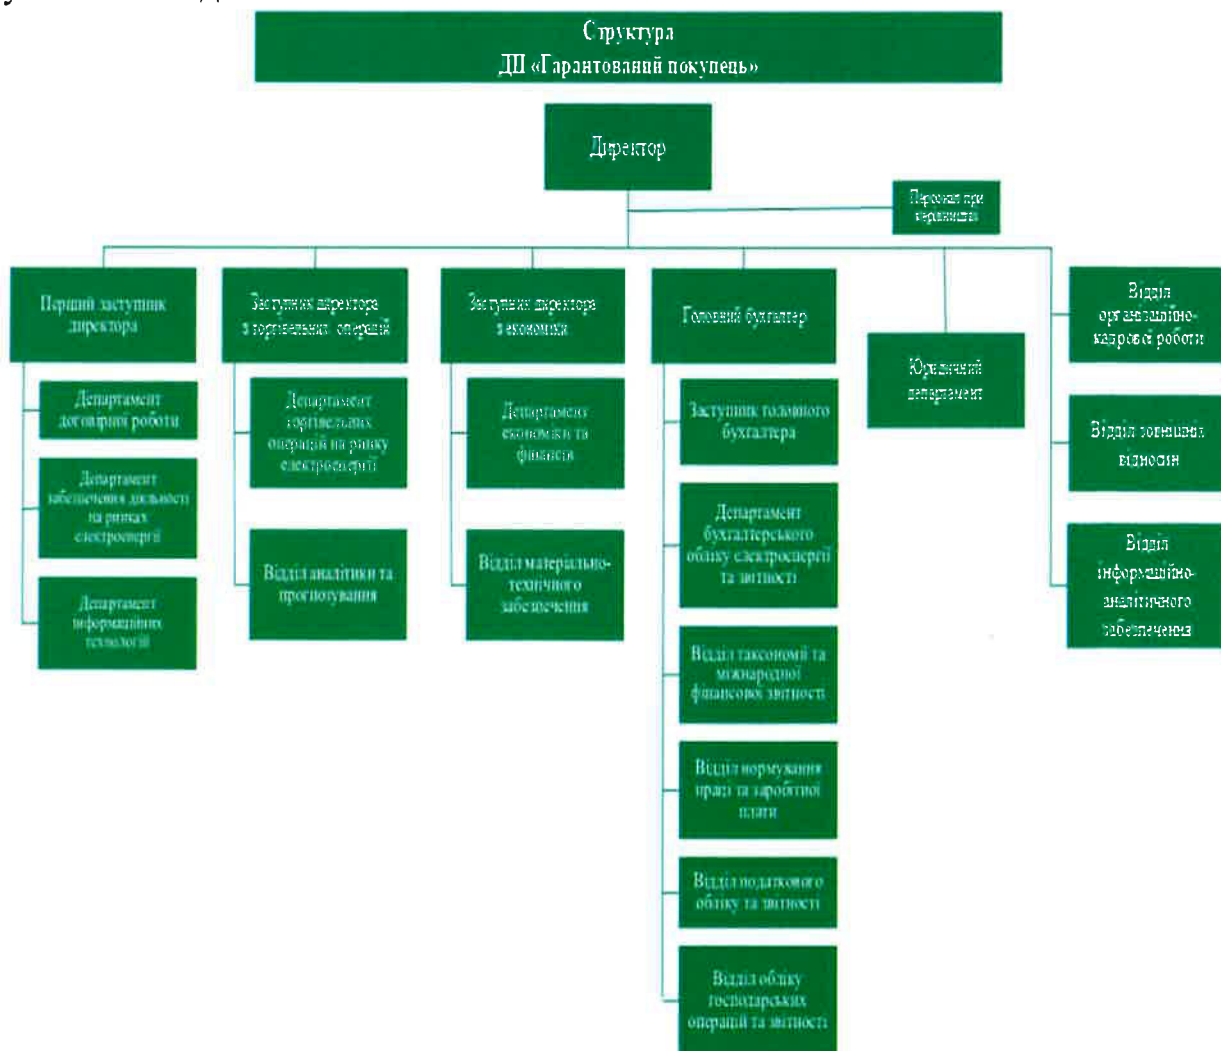 Структура
ДП «Гарантований покупець»
Директор
Персонал при
керівництві
Перший заступник
директора
Заступник директора
з торгівельних операцій
Заступник директора
з економіки
Головний бухгалтер
Юридичний
департамент
Відділ
організаційно-
кадрової роботи
Департамент
договірної роботи
Департамент
забезпечення діяльності
на ринках
електроенергії
Департамент
інформаційних
технологій
Департамент
торгівельних
операцій на ринку
електроенергії
Відділ аналітики та
прогнозування
Департамент
економіки та
фінансів
Відділ матеріально-
технічного
забезпечення
Заступник головного
бухгалтера
Департамент
бухгалтерського
обліку електроенергії
та звітності
Відділ таксономії та
міжнародної
фінансової звітності
Відділ нормування
праці та заробітної
плати
Відділ податкового
обліку та звітності
Відділ обліку
господарських
операцій та звітності
Відділ зовнішніх
відносин
Відділ
інформаційно-
аналітичного
забезпечення